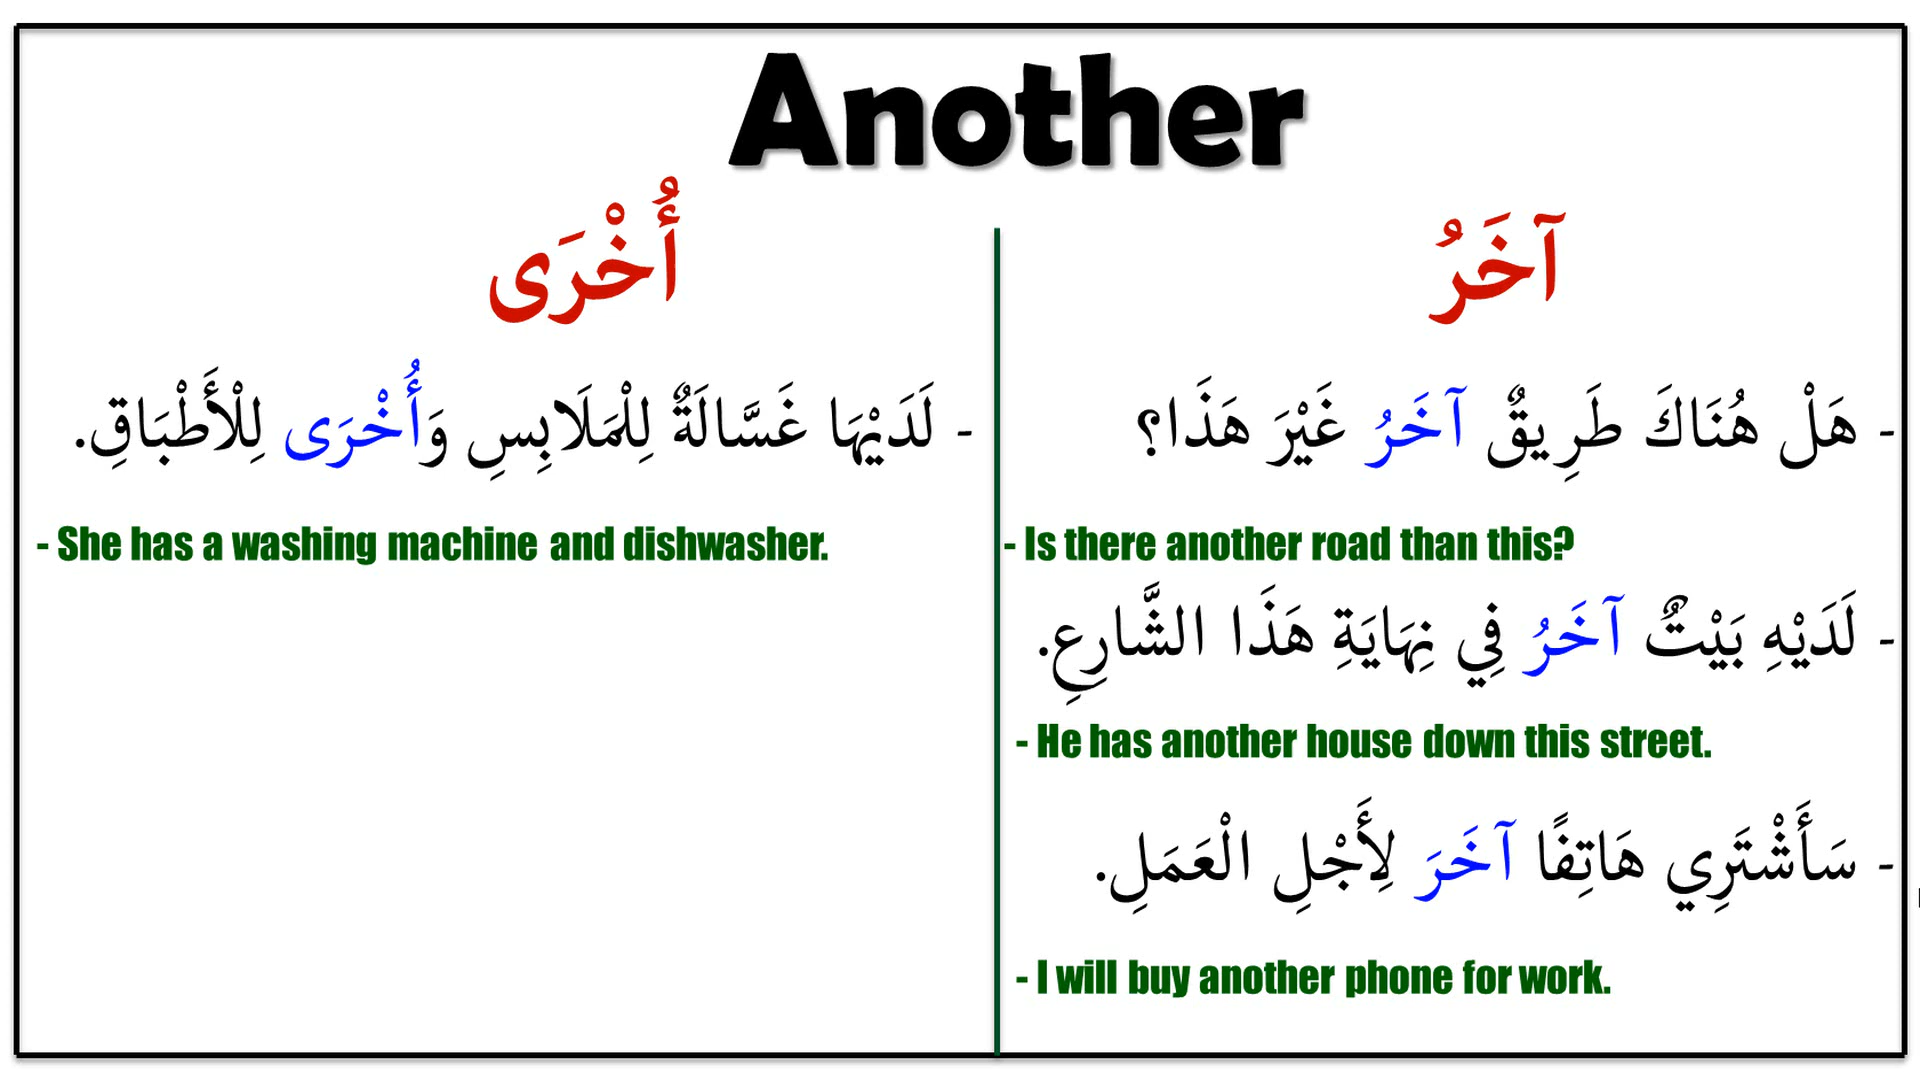 Another
آخَرُ
- هَلْ هُنَاكَ طَرِيقٌ آخَرُ غَيْرَ هَذَا؟
- Is there another road than this?
- لَدَيْهِ بَيْتٌ آخَرُ فِي نِهَايَةِ هَذَا الشَّارِعِ.
- He has another house down this street.
- سَأَشْتَرِي هَاتِفًا آخَرَ لِأَجْلِ الْعَمَلِ.
- I will buy another phone for work.
أُخْرَى
- لَدَيْهَا غَسَّالَةٌ لِلْمَلَابِسِ وَأُخْرَى لِلْأَطْبَاقِ.
- She has a washing machine and dishwasher.